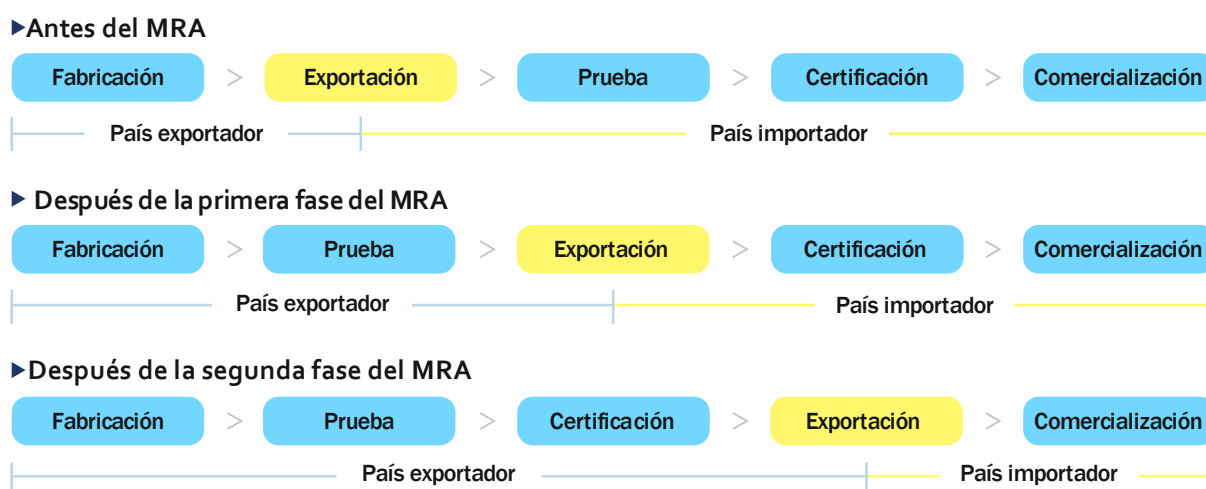 ▶Antes del MRA
Fabricación > Exportación > Prueba > Certificación > Comercialización
País exportador País importador
▶ Después de la primera fase del MRA
Fabricación > Prueba > Exportación > Certificación > Comercialización
País exportador País importador
▶Después de la segunda fase del MRA
Fabricación > Prueba > Certificación > Exportación > Comercialización
País exportador País importador